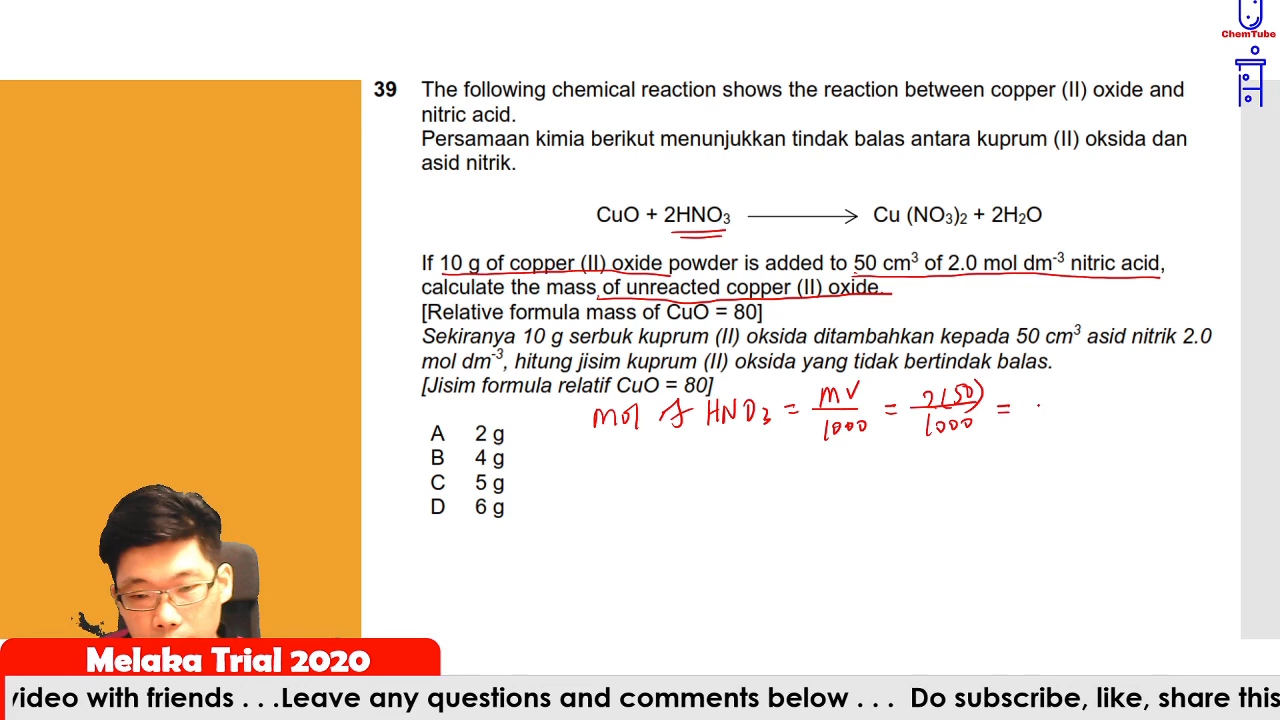 ChemTube
39 The following chemical reaction shows the reaction between copper (II) oxide and
nitric acid.
Persamaan kimia berikut menunjukkan tindak balas antara kuprum (II) oksida dan
asid nitrik.
CuO + 2HNO₃ ⟶ Cu (NO₃)₂ + 2H₂O
If 10 g of copper (II) oxide powder is added to 50 cm³ of 2.0 mol dm⁻³ nitric acid,
calculate the mass of unreacted copper (II) oxide.
[Relative formula mass of CuO = 80]
Sekiranya 10 g serbuk kuprum (II) oksida ditambahkan kepada 50 cm³ asid nitrik 2.0
mol dm⁻³, hitung jisim kuprum (II) oksida yang tidak bertindak balas.
[Jisim formula relatif CuO = 80]
mol of HNO₃ = MV/1000 = 2(50)/1000 = .
A 2 g
B 4 g
C 5 g
D 6 g
Melaka Trial 2020
video with friends . . .Leave any questions and comments below . . . Do subscribe, like, share this